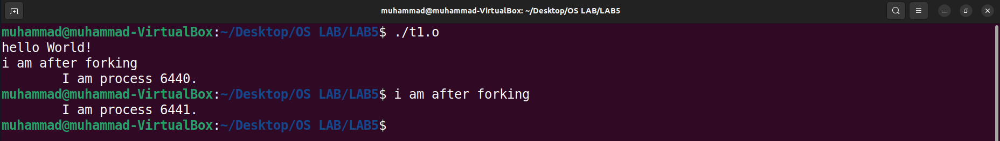 muhammad@muhammad-VirtualBox: ~/Desktop/OS LAB/LAB5
muhammad@muhammad-VirtualBox:~/Desktop/OS LAB/LAB5$ ./t1.o
hello World!
i am after forking
        I am process 6440.
muhammad@muhammad-VirtualBox:~/Desktop/OS LAB/LAB5$ i am after forking
        I am process 6441.
muhammad@muhammad-VirtualBox:~/Desktop/OS LAB/LAB5$